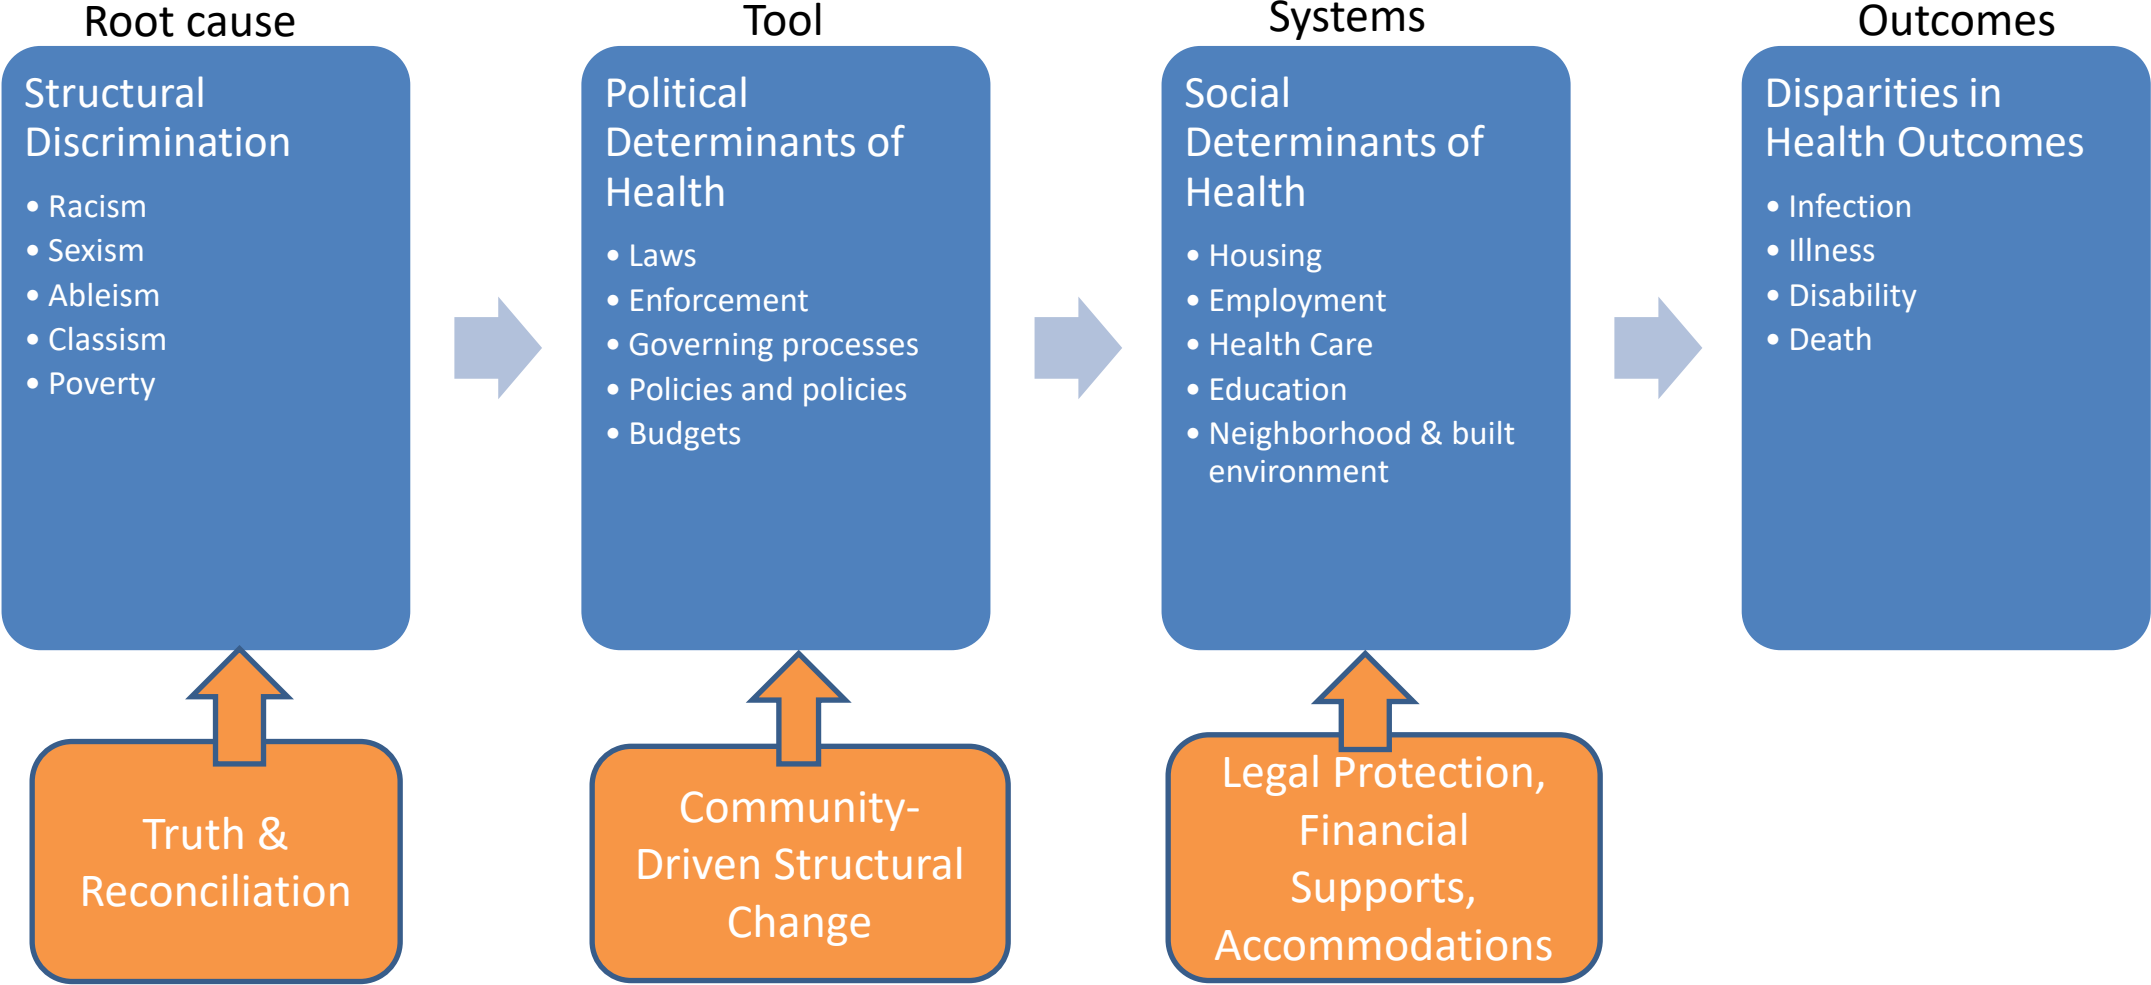 Root cause
Structural
Discrimination
• Racism
• Sexism
• Ableism
• Classism
• Poverty
Truth &
Reconciliation
Tool
Political
Determinants of
Health
• Laws
• Enforcement
• Governing processes
• Policies and policies
• Budgets
Community-
Driven Structural
Change
Systems
Social
Determinants of
Health
• Housing
• Employment
• Health Care
• Education
• Neighborhood & built
environment
Legal Protection,
Financial
Supports,
Accommodations
Outcomes
Disparities in
Health Outcomes
• Infection
• Illness
• Disability
• Death